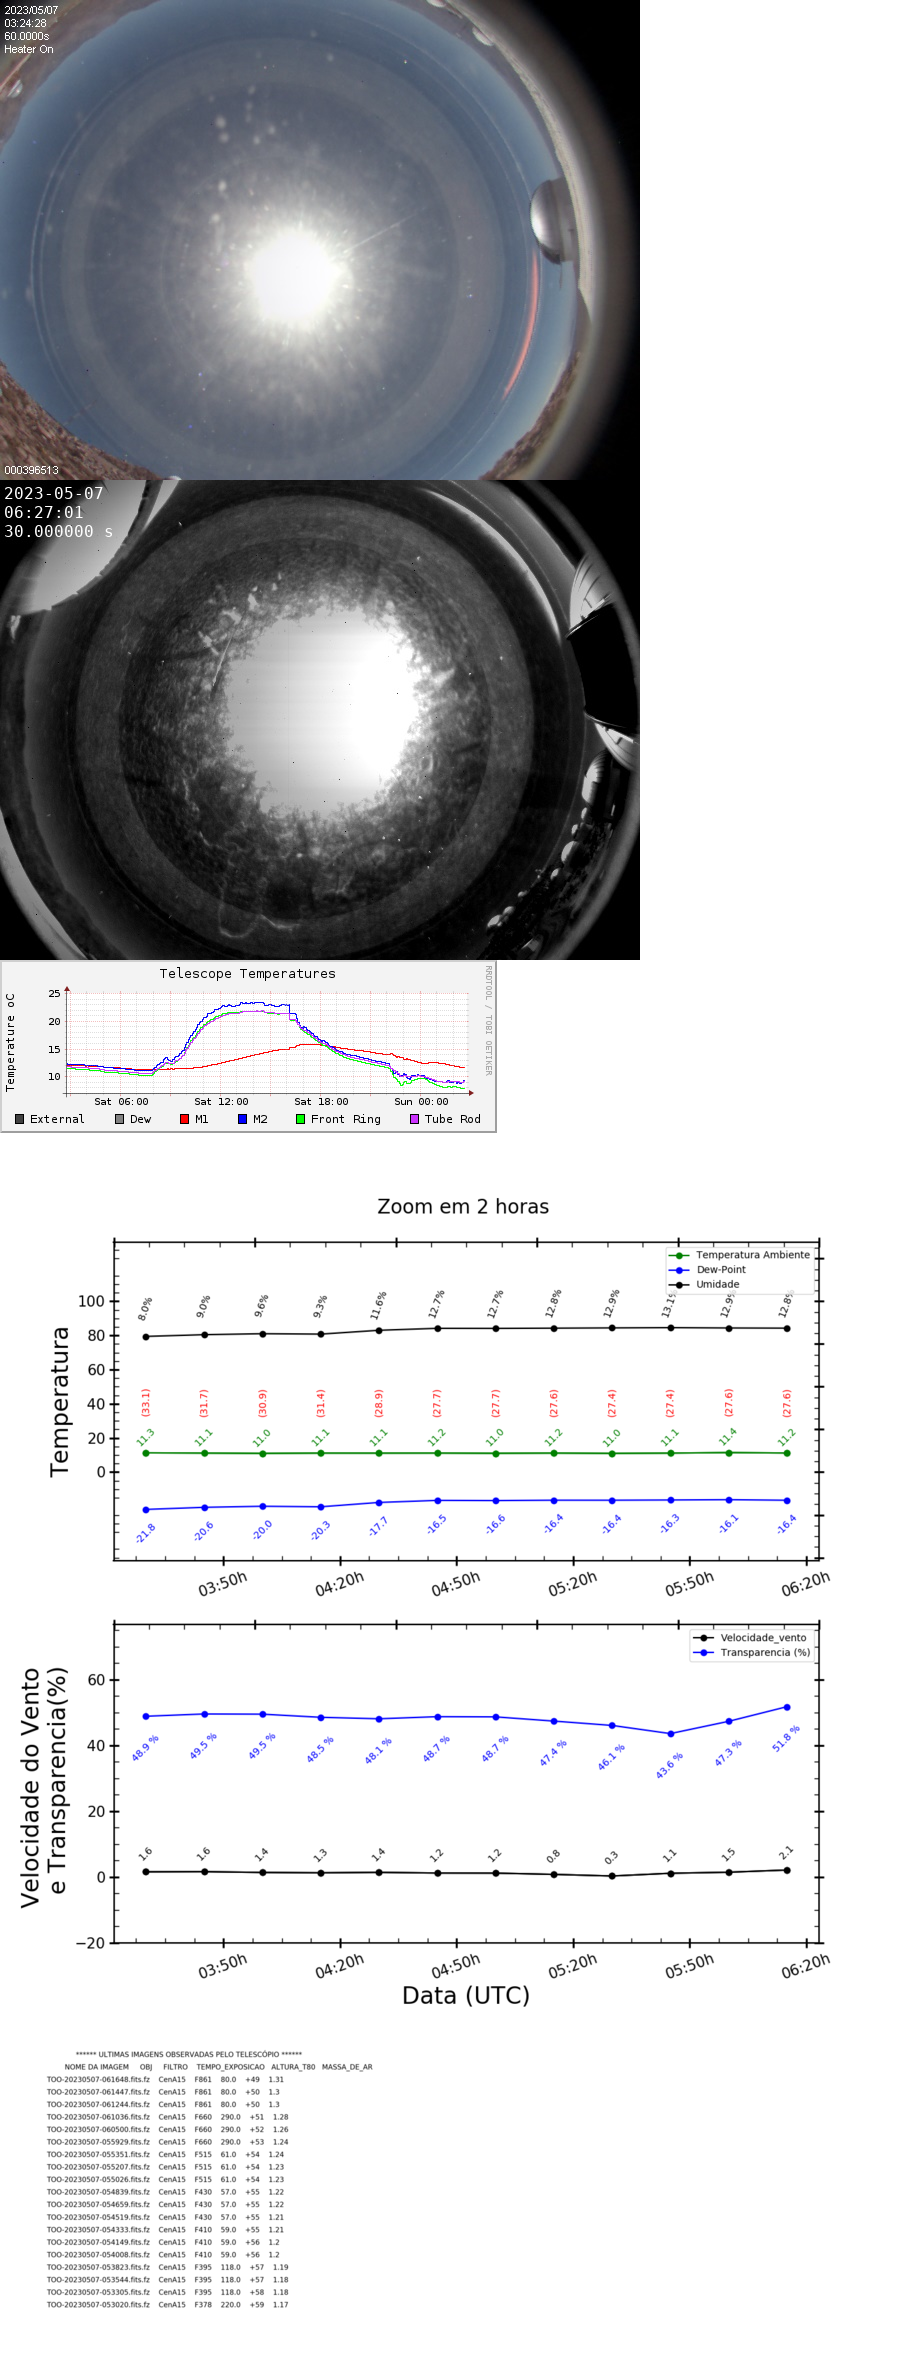 2023/05/07
03:24:28
60.0000s
Heater On
000396513
2023-05-07
06:27:01
30.000000 s
Telescope Temperatures
RRDTOOL / TOBI OETIKER
Temperature oC
25
20
15
10
Sat 06:00 Sat 12:00 Sat 18:00 Sun 00:00
External Dew M1 M2 Front Ring Tube Rod
Zoom em 2 horas
Temperatura Ambiente
Dew-Point
Umidade
Temperatura
100
80
60
40
20
0
8.0% 9.0% 9.6% 9.3% 11.6% 12.7% 12.7% 12.8% 12.9% 13.1% 12.9% 12.8%
(33.1) (31.7) (30.9) (31.4) (28.9) (27.7) (27.7) (27.6) (27.4) (27.4) (27.6) (27.6)
11.3 11.1 11.0 11.1 11.1 11.2 11.0 11.2 11.0 11.1 11.4 11.2
-21.8 -20.6 -20.0 -20.3 -17.7 -16.5 -16.6 -16.4 -16.4 -16.3 -16.1 -16.4
03:50h 04:20h 04:50h 05:20h 05:50h 06:20h
Velocidade_vento
Transparencia (%)
Velocidade do Vento
e Transparencia(%)
60
40
20
0
−20
48.9 % 49.5 % 49.5 % 48.5 % 48.1 % 48.7 % 48.7 % 47.4 % 46.1 % 43.6 % 47.3 % 51.8 %
1.6 1.6 1.4 1.3 1.4 1.2 1.2 0.8 0.3 1.1 1.5 2.1
03:50h 04:20h 04:50h 05:20h 05:50h 06:20h
Data (UTC)
****** ULTIMAS IMAGENS OBSERVADAS PELO TELESCÓPIO ******
NOME DA IMAGEM OBJ FILTRO TEMPO_EXPOSICAO ALTURA_T80 MASSA_DE_AR
TOO-20230507-061648.fits.fz CenA15 F861 80.0 +49 1.31
TOO-20230507-061447.fits.fz CenA15 F861 80.0 +50 1.3
TOO-20230507-061244.fits.fz CenA15 F861 80.0 +50 1.3
TOO-20230507-061036.fits.fz CenA15 F660 290.0 +51 1.28
TOO-20230507-060500.fits.fz CenA15 F660 290.0 +52 1.26
TOO-20230507-055929.fits.fz CenA15 F660 290.0 +53 1.24
TOO-20230507-055351.fits.fz CenA15 F515 61.0 +54 1.24
TOO-20230507-055207.fits.fz CenA15 F515 61.0 +54 1.23
TOO-20230507-055026.fits.fz CenA15 F515 61.0 +54 1.23
TOO-20230507-054839.fits.fz CenA15 F430 57.0 +55 1.22
TOO-20230507-054659.fits.fz CenA15 F430 57.0 +55 1.22
TOO-20230507-054519.fits.fz CenA15 F430 57.0 +55 1.21
TOO-20230507-054333.fits.fz CenA15 F410 59.0 +55 1.21
TOO-20230507-054149.fits.fz CenA15 F410 59.0 +56 1.2
TOO-20230507-054008.fits.fz CenA15 F410 59.0 +56 1.2
TOO-20230507-053823.fits.fz CenA15 F395 118.0 +57 1.19
TOO-20230507-053544.fits.fz CenA15 F395 118.0 +57 1.18
TOO-20230507-053305.fits.fz CenA15 F395 118.0 +58 1.18
TOO-20230507-053020.fits.fz CenA15 F378 220.0 +59 1.17